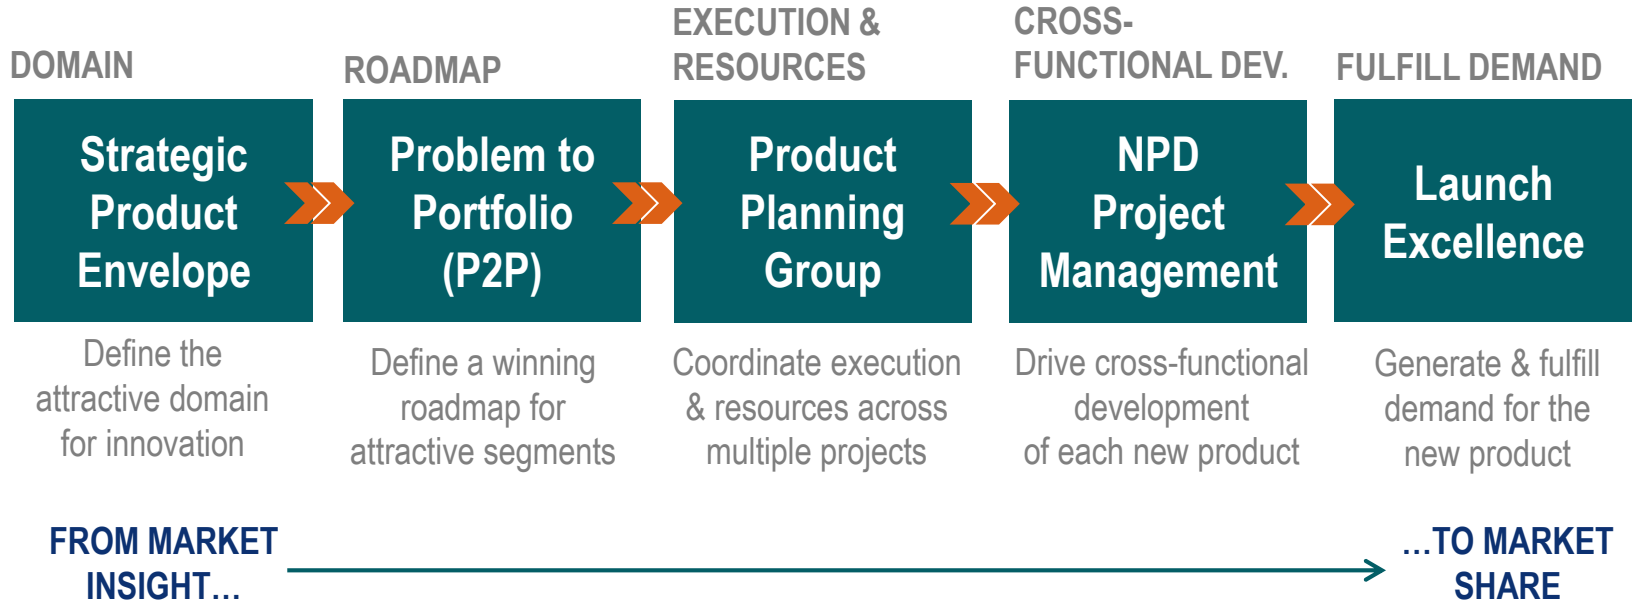 DOMAIN
Strategic
Product
Envelope
Define the
attractive domain
for innovation
ROADMAP
Problem to
Portfolio
(P2P)
Define a winning
roadmap for
attractive segments
EXECUTION &
RESOURCES
Product
Planning
Group
Coordinate execution
& resources across
multiple projects
CROSS-
FUNCTIONAL DEV.
NPD
Project
Management
Drive cross-functional
development
of each new product
FULFILL DEMAND
Launch
Excellence
Generate & fulfill
demand for the
new product
FROM MARKET
INSIGHT…
…TO MARKET
SHARE